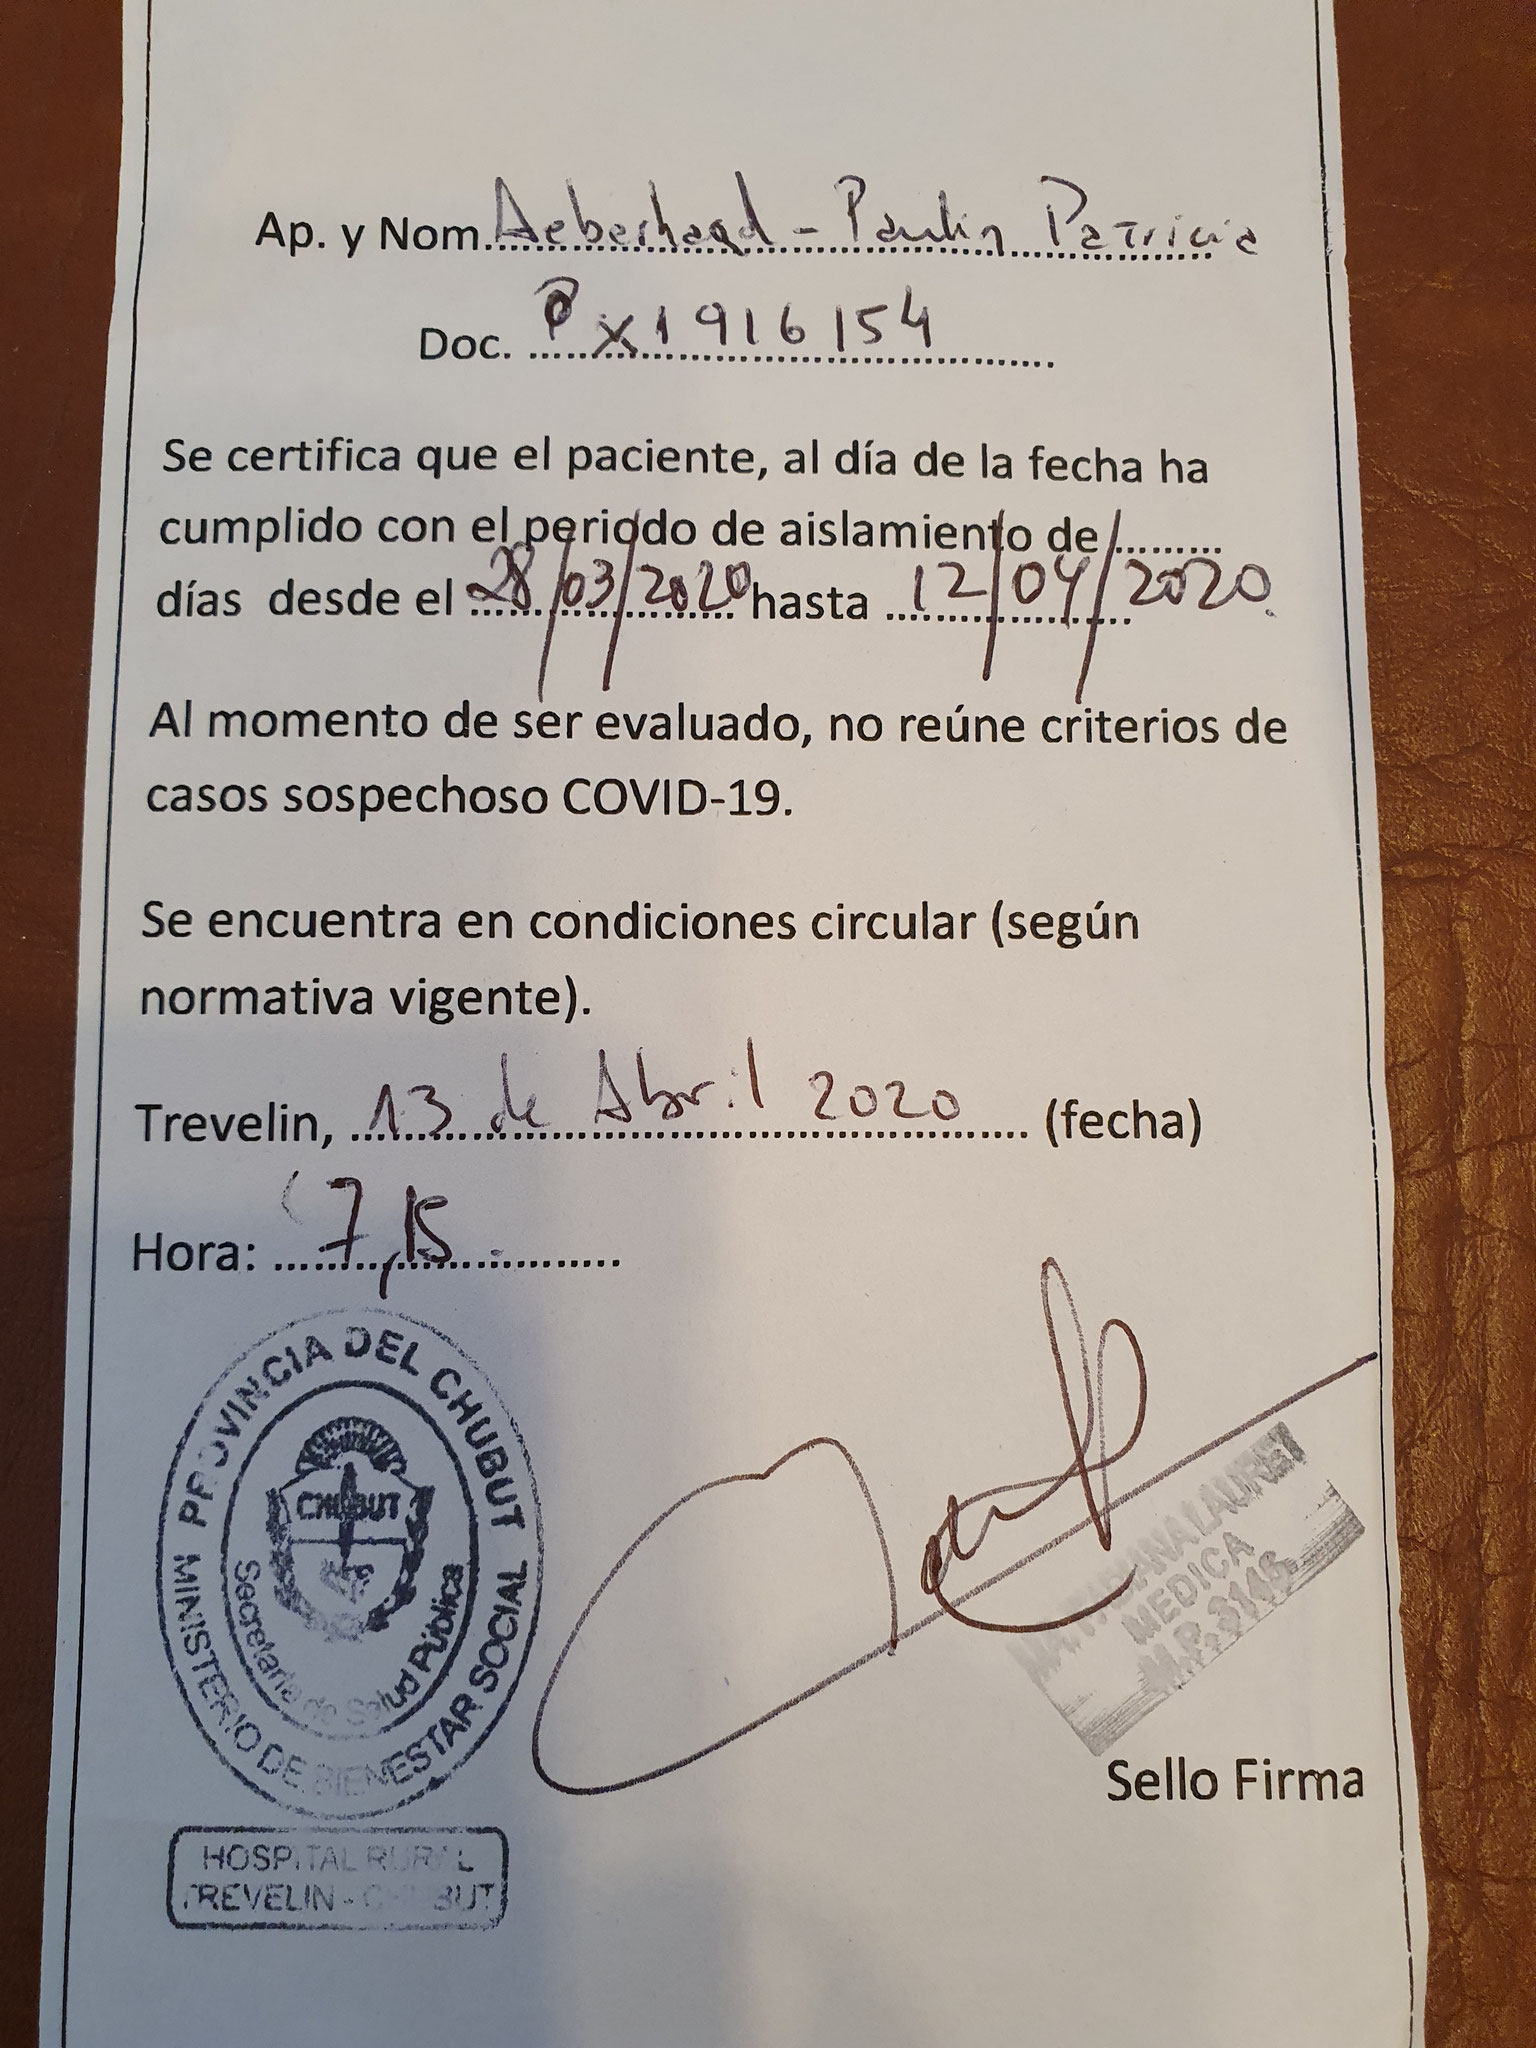 Ap. y Nom. Aeberhard - Paulin Patricia
Doc. P X1916154
Se certifica que el paciente, al día de la fecha ha
cumplido con el periodo de aislamiento de .........
días desde el 28/03/2020 hasta 12/04/2020.
Al momento de ser evaluado, no reúne criterios de
casos sospechoso COVID-19.
Se encuentra en condiciones circular (según
normativa vigente).
Trevelin, 13 de Abril 2020 (fecha)
Hora: 7,15
PROVINCIA DEL CHUBUT
CHUBUT
Secretaria de Salud Pública
MINISTERIO DE BIENESTAR SOCIAL
HOSPITAL RURAL
TREVELIN - CHUBUT
MEDICA
M.P. 3145
Sello Firma